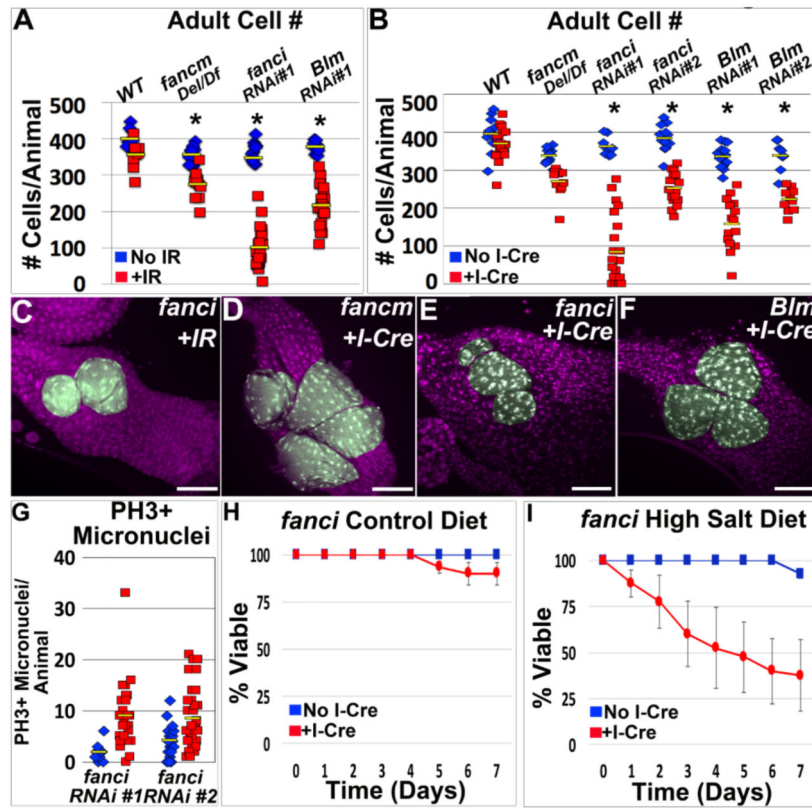 A
Adult Cell #
WT
fancm
Del/Df
fanci
RNAi#1
Blm
RNAi#1
*
*
*
# Cells/Animal
500
400
300
200
100
0
No IR
+IR
B
Adult Cell #
WT
fancm
Del/Df
fanci
RNAi#1
fanci
RNAi#2
Blm
RNAi#1
Blm
RNAi#2
*
*
*
*
# Cells/Animal
500
400
300
200
100
0
No I-Cre
+I-Cre
C
fanci
+IR
D
fancm
+I-Cre
E
fanci
+I-Cre
F
Blm
+I-Cre
G
PH3+
Micronuclei
PH3+ Micronuclei/
Animal
40
30
20
10
0
fanci fanci
RNAi #1 RNAi #2
H
fanci Control Diet
% Viable
100
50
0
No I-Cre
+I-Cre
0 1 2 3 4 5 6 7
Time (Days)
I
fanci High Salt Diet
% Viable
100
75
50
25
0
No I-Cre
+I-Cre
0 1 2 3 4 5 6 7
Time (Days)